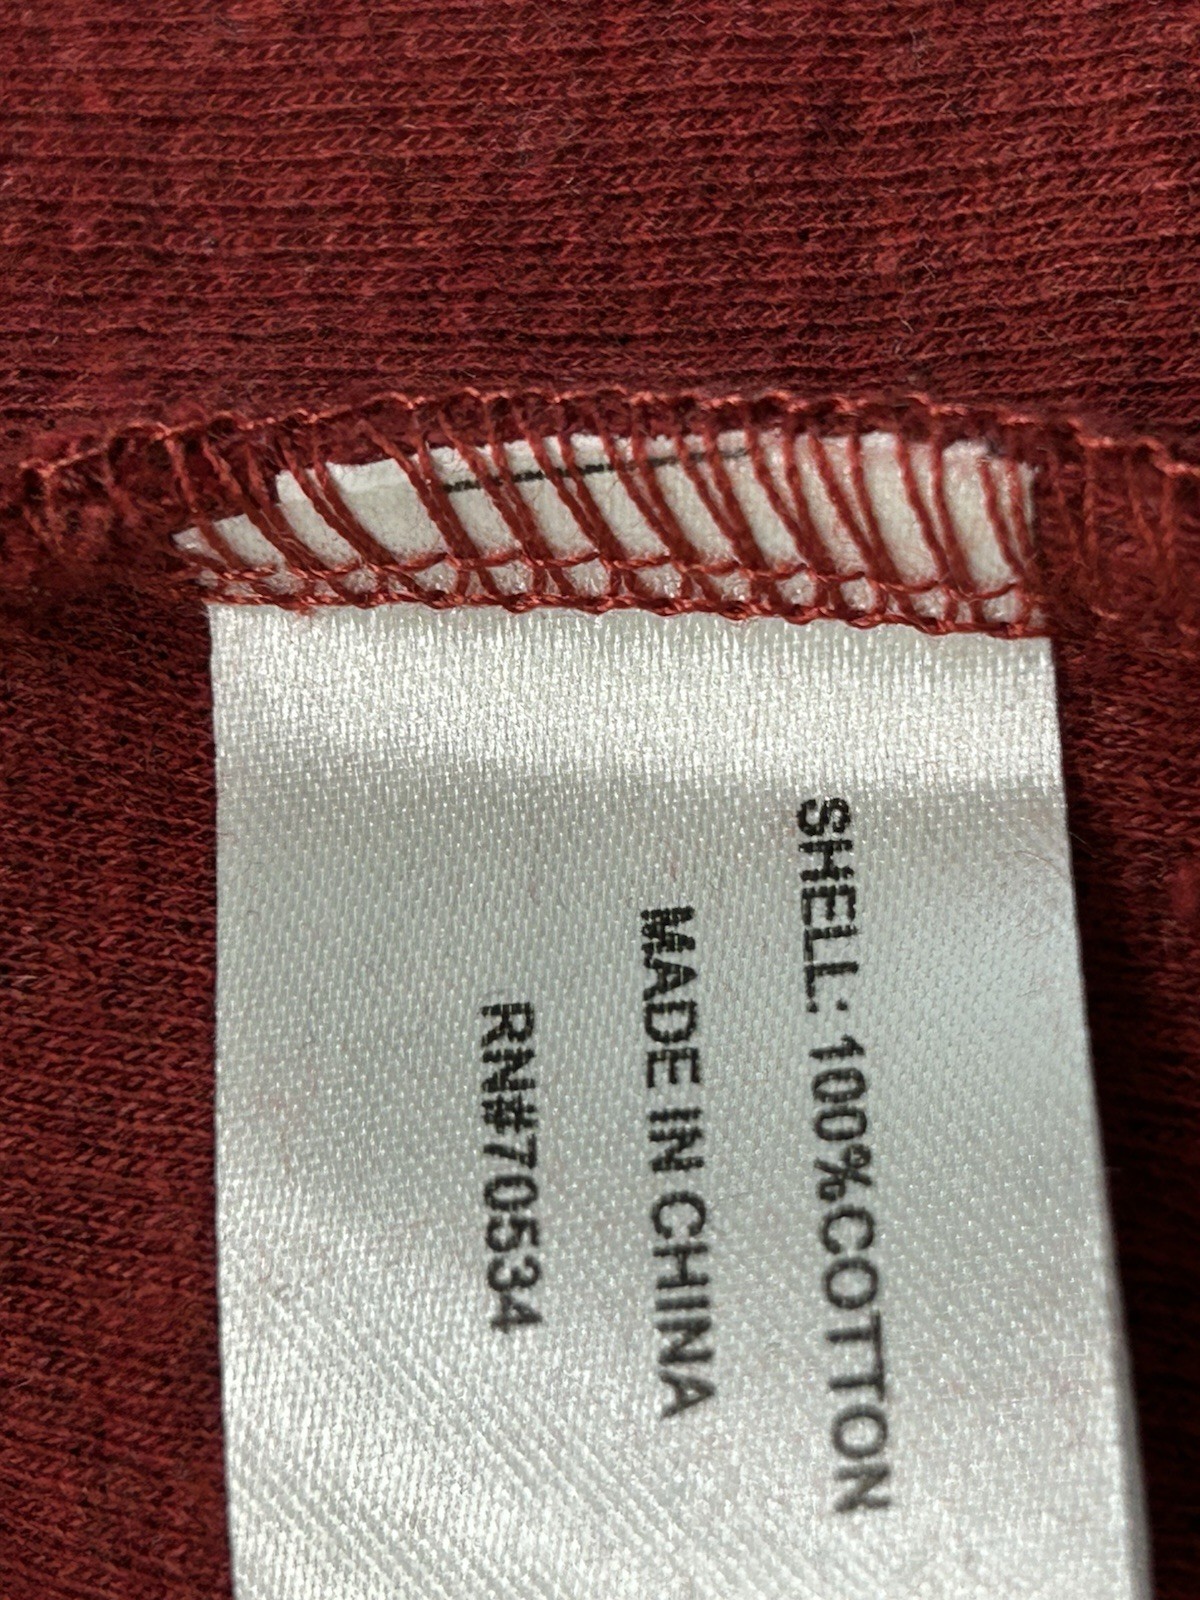 SHELL: 100%COTTON
MADE IN CHINA
RN#70534